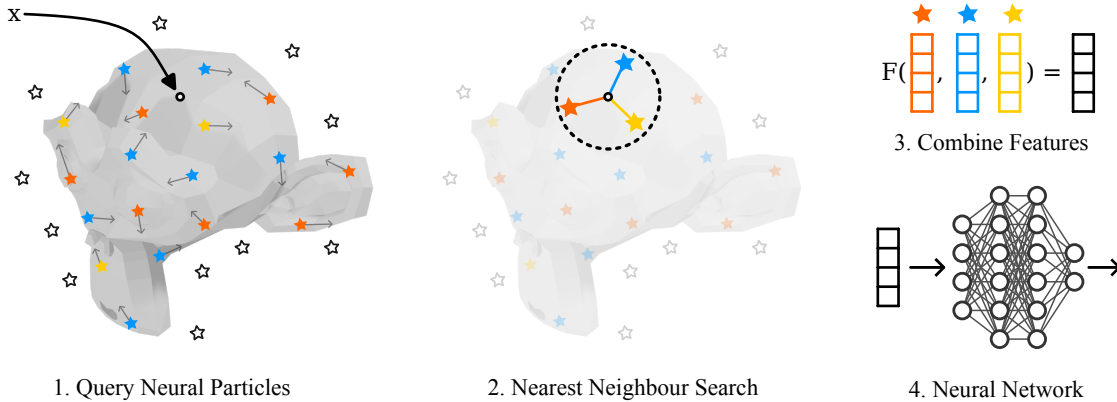 x
1. Query Neural Particles
2. Nearest Neighbour Search
F( , , ) =
3. Combine Features
4. Neural Network